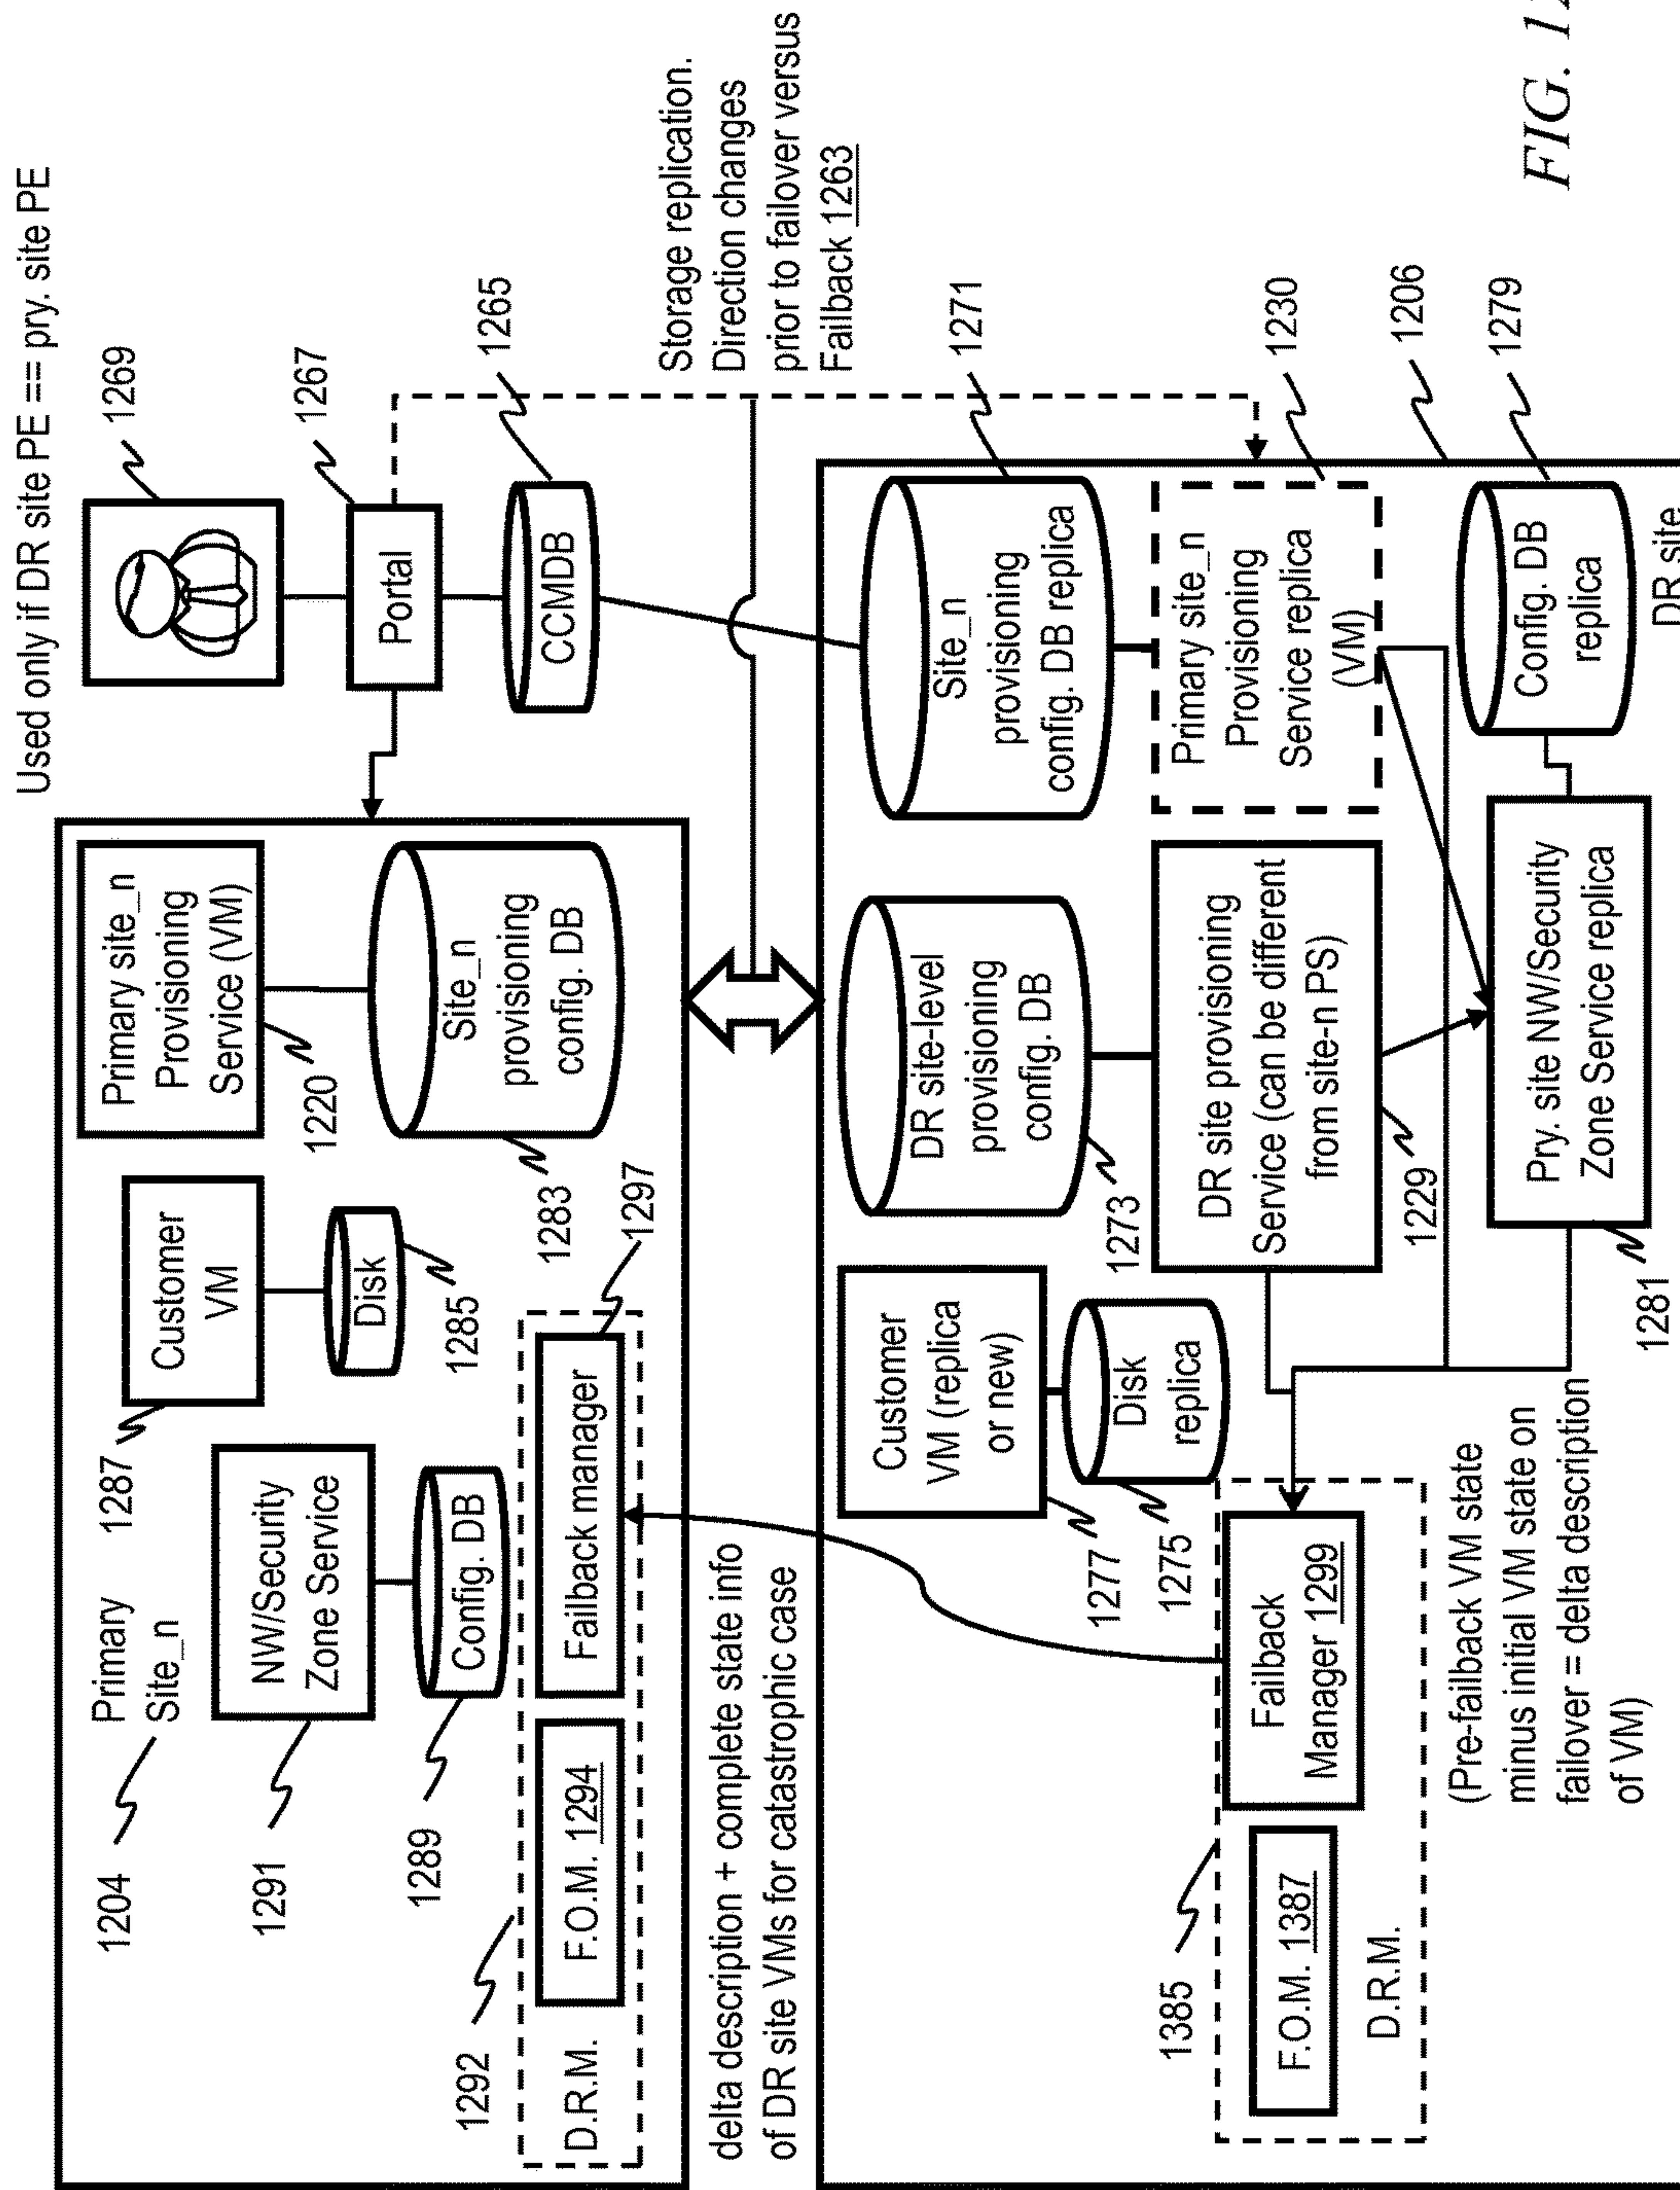 Used only if DR site PE == pry. site PE
Primary
Site_n
1204
1287
Customer
VM
Disk
1285
Primary site_n
Provisioning
Service (VM)
1220
Site_n
provisioning
config. DB
1283
1269
Portal
1267
CCMDB
1265
1291
NW/Security
Zone Service
Config. DB
1289
1292
D.R.M.
F.O.M. 1294
Failback manager
1297
delta description + complete state info
of DR site VMs for catastrophic case
Storage replication.
Direction changes
prior to failover versus
Failback 1263
Customer
VM (replica
or new)
1277
Disk
replica
1275
DR site-level
provisioning
config. DB
1273
Site_n
provisioning
config. DB replica
1271
DR site provisioning
Service (can be different
from site-n PS)
1229
Primary site_n
Provisioning
Service replica
(VM)
1230
1206
1385
Failback
Manager 1299
F.O.M. 1387
D.R.M.
(Pre-failback VM state
minus initial VM state on
failover = delta description
of VM)
Pry. site NW/Security
Zone Service replica
1281
Config. DB
replica
1279
DR site
FIG. 12